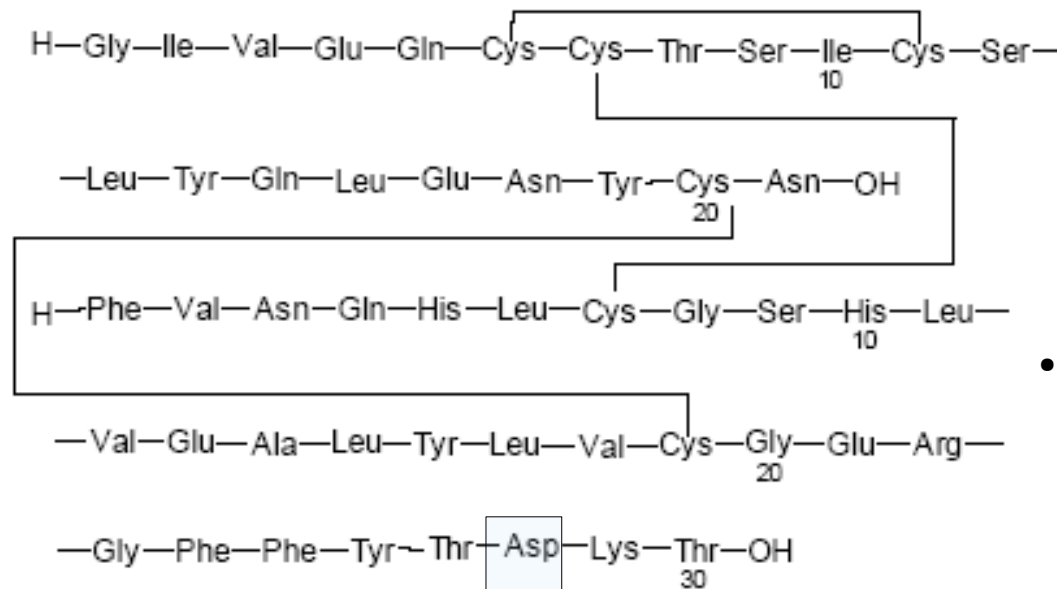 H—Gly—Ile—Val—Glu—Gln—Cys—Cys—Thr—Ser—Ile—Cys—Ser—
10
—Leu—Tyr—Gln—Leu—Glu—Asn—Tyr—Cys—Asn—OH
20
H—Phe—Val—Asn—Gln—His—Leu—Cys—Gly—Ser—His—Leu—
10
—Val—Glu—Ala—Leu—Tyr—Leu—Val—Cys—Gly—Glu—Arg—
20
—Gly—Phe—Phe—Tyr—Thr—Asp—Lys—Thr—OH
30